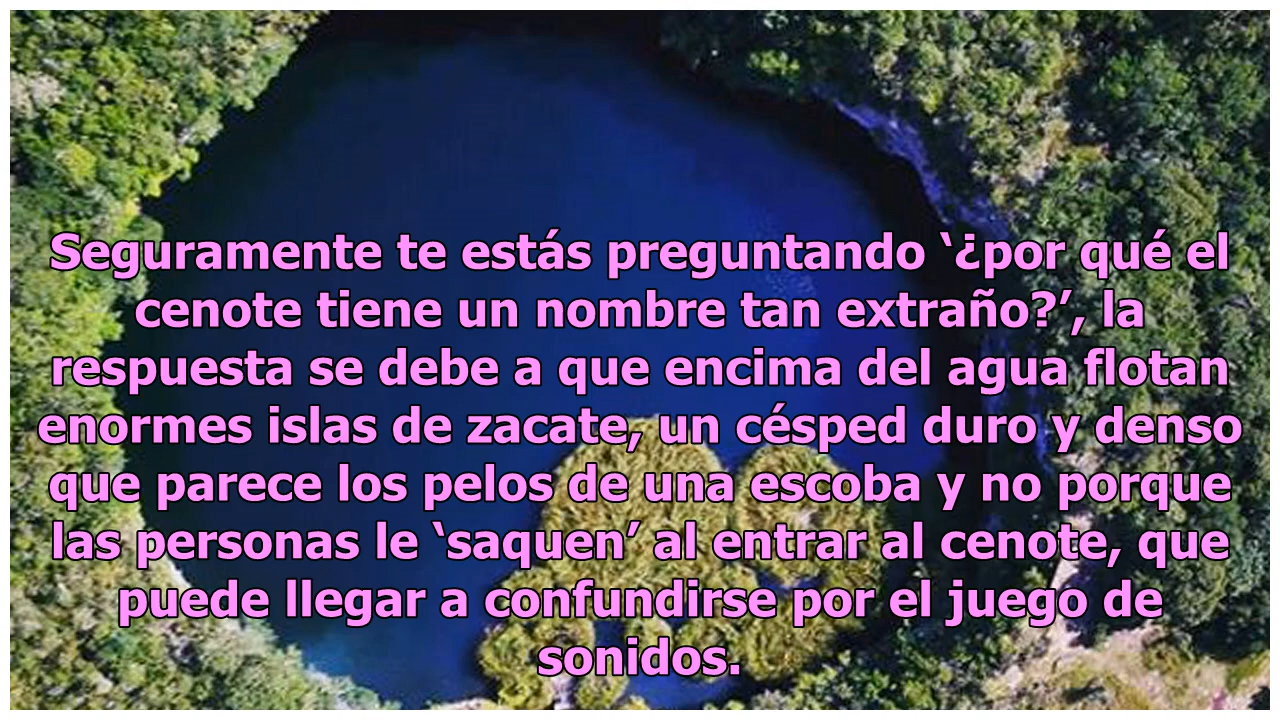 Seguramente te estás preguntando ‘¿por qué el
cenote tiene un nombre tan extraño?’, la
respuesta se debe a que encima del agua flotan
enormes islas de zacate, un césped duro y denso
que parece los pelos de una escoba y no porque
las personas le ‘saquen’ al entrar al cenote, que
puede llegar a confundirse por el juego de
sonidos.